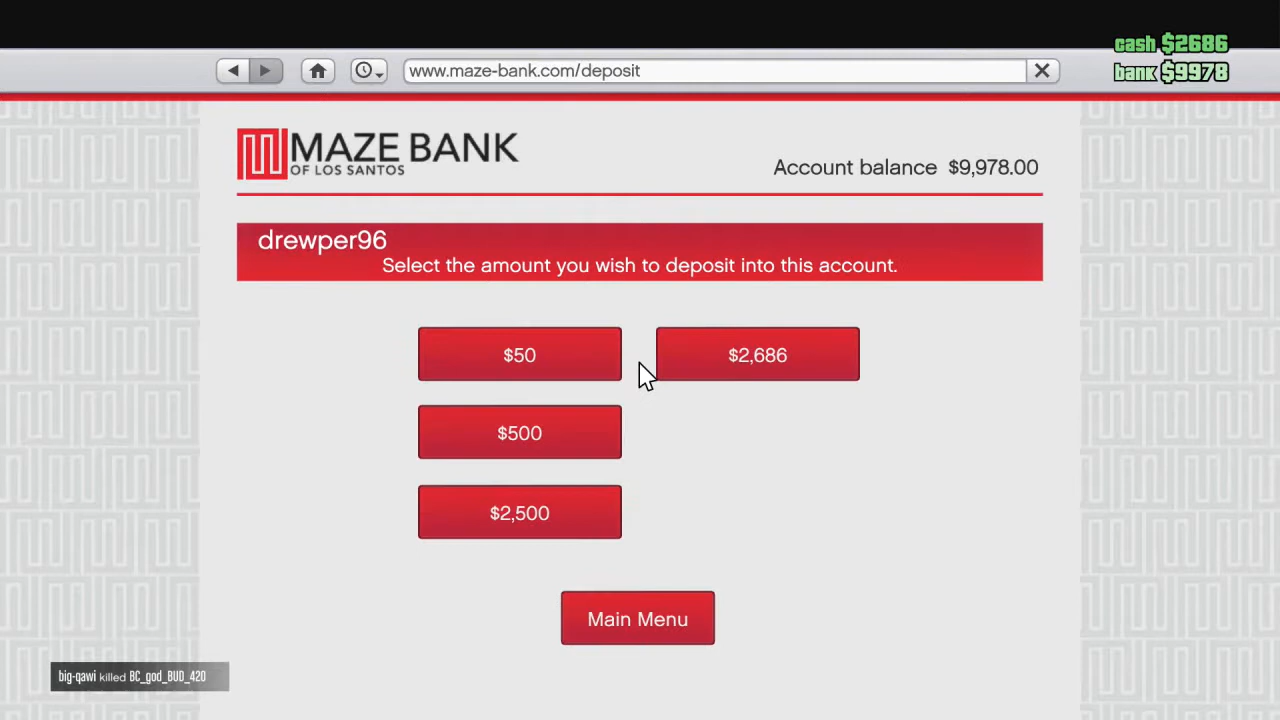 cash $2686
www.maze-bank.com/deposit
bank $9978
MAZE BANK
OF LOS SANTOS
Account balance $9,978.00
drewper96
Select the amount you wish to deposit into this account.
$50
$2,686
$500
$2,500
Main Menu
big-qawi killed BC_god_BUD_420